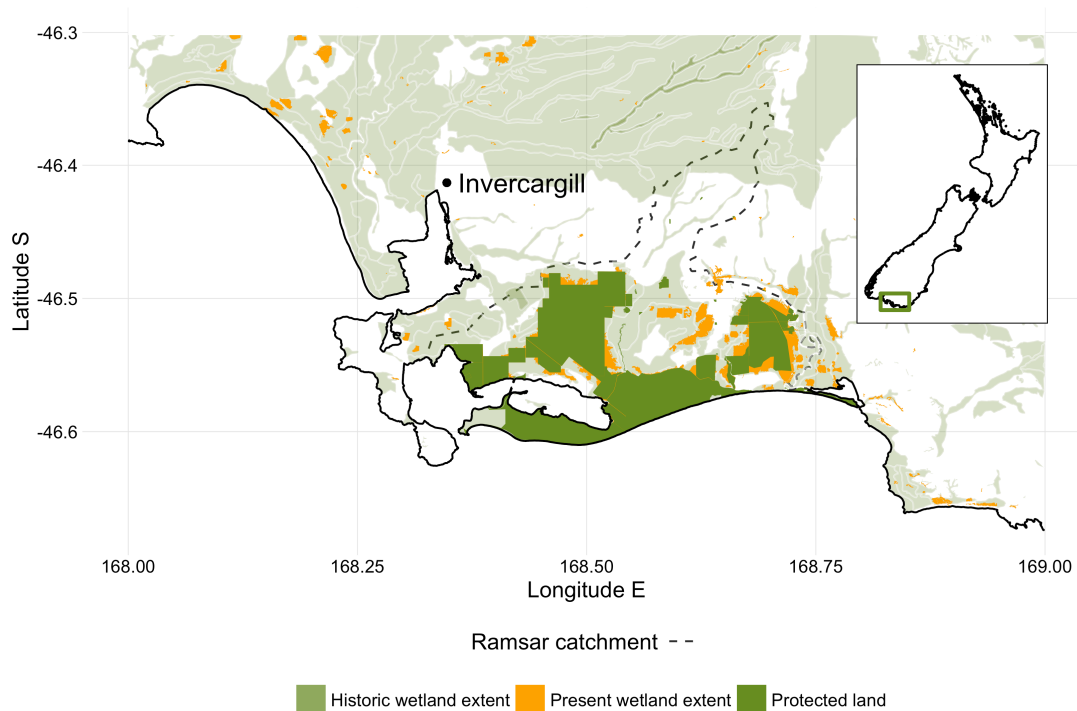 -46.3
-46.4
Invercargill
-46.5
-46.6
Latitude S
168.00 168.25 168.50 168.75 169.00
Longitude E
Ramsar catchment
Historic wetland extent Present wetland extent Protected land